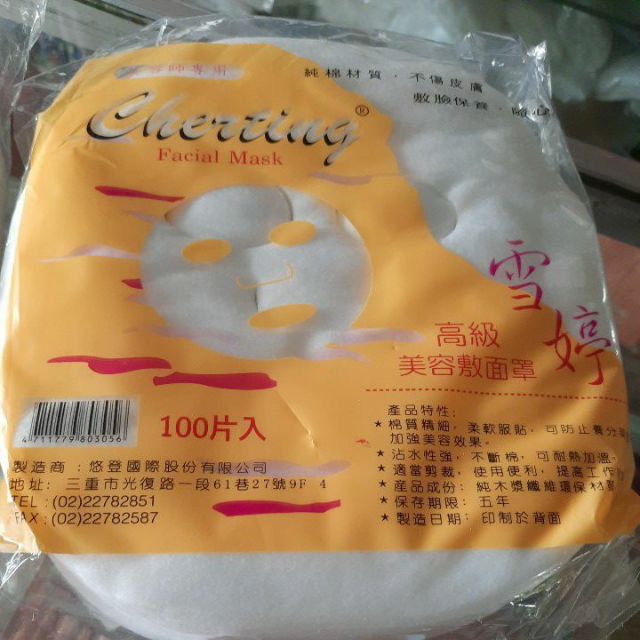 師專用
純棉材質，不傷皮膚
敷臉保養，隨心
Cherting®
Facial Mask
雪婷
高級
美容敷面罩
100片入
4711779803056
產品特性：
★棉質精細，柔軟服貼，可防止養分
加強美容效果。
★沾水性強，不斷棉，可耐熱加溫。
★適當剪裁，使用便利，提高工作
★產品成份：純木漿纖維環保材
★保存期限：五年
★製造日期：印制於背面
製造商：悠登國際股份有限公司
地址：三重市光復路一段61巷27號9F 4
TEL：(02)22782851
FAX：(02)22782587